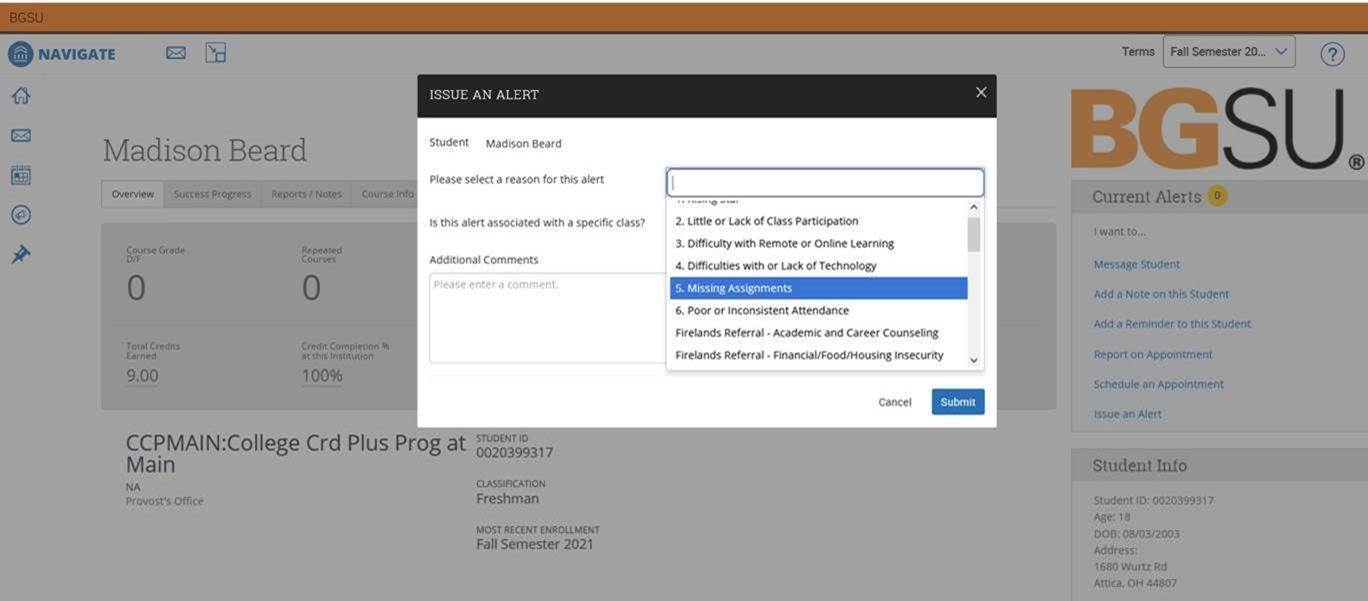 BGSU
NAVIGATE
Terms
Fall Semester 20...
?
BGSU®
Madison Beard
Overview
Success Progress
Reports / Notes
Course Info
Course Grade
D/F
0
Repeated
Courses
0
Total Credits
Earned
9.00
Credit Completion %
at this Institution
100%
CCPMAIN:College Crd Plus Prog at
Main
NA
Provost's Office
STUDENT ID
0020399317
CLASSIFICATION
Freshman
MOST RECENT ENROLLMENT
Fall Semester 2021
ISSUE AN ALERT
Student Madison Beard
Please select a reason for this alert
1. Rising Star
2. Little or Lack of Class Participation
3. Difficulty with Remote or Online Learning
4. Difficulties with or Lack of Technology
5. Missing Assignments
6. Poor or Inconsistent Attendance
Firelands Referral - Academic and Career Counseling
Firelands Referral - Financial/Food/Housing Insecurity
Is this alert associated with a specific class?
Additional Comments
Please enter a comment.
Cancel
Submit
Current Alerts 0
I want to...
Message Student
Add a Note on this Student
Add a Reminder to this Student
Report on Appointment
Schedule an Appointment
Issue an Alert
Student Info
Student ID: 0020399317
Age: 18
DOB: 08/03/2003
Address:
1680 Wurtz Rd
Attica, OH 44807